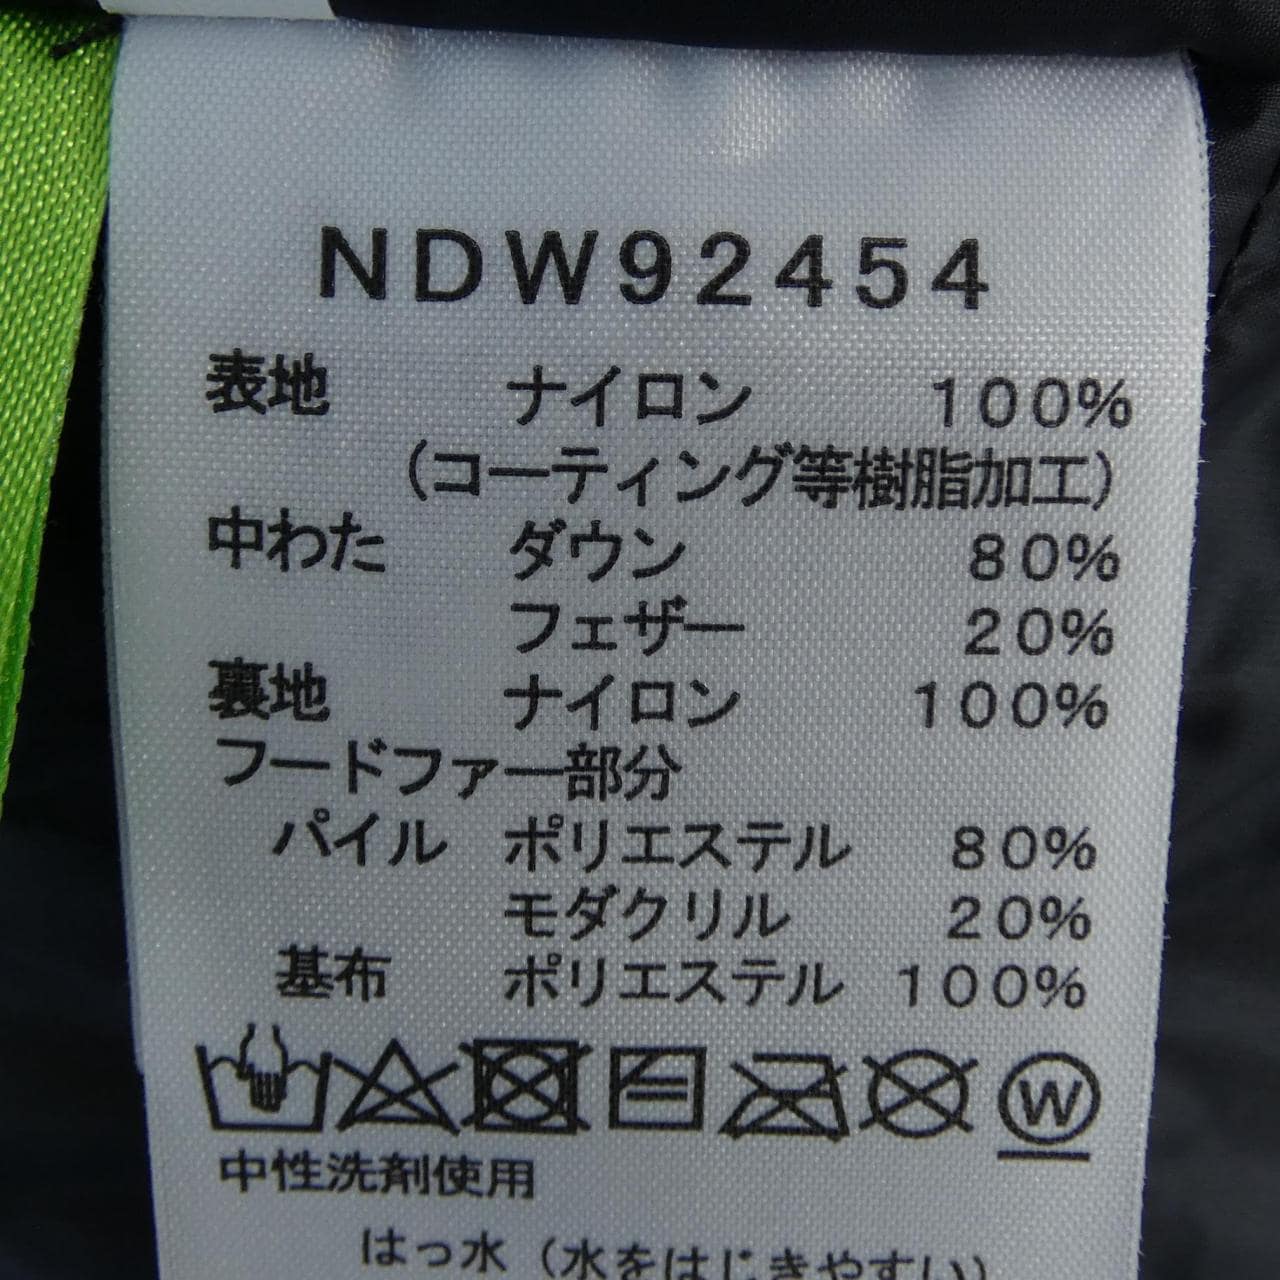 NDW92454
表地 ナイロン 100%
(コーティング等樹脂加工)
中わた ダウン 80%
フェザー 20%
裏地 ナイロン 100%
フードファー部分
パイル ポリエステル 80%
モダクリル 20%
基布 ポリエステル 100%
W
中性洗剤使用
はっ水(水をはじきやすい)